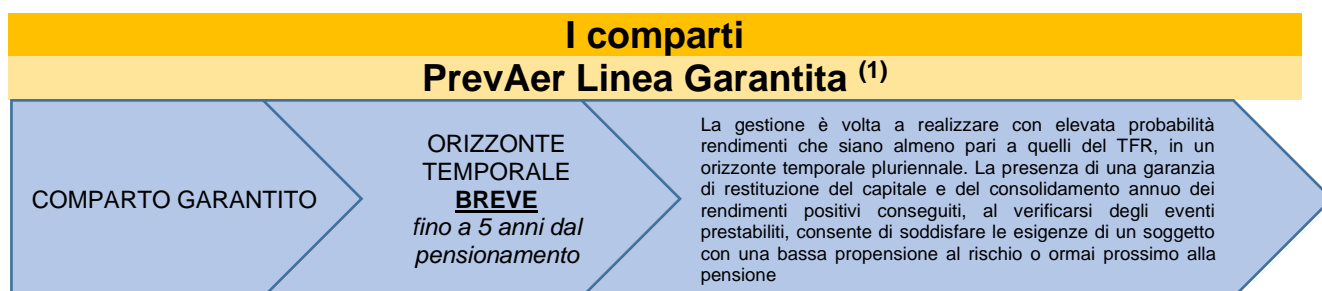 I comparti
PrevAer Linea Garantita (1)
COMPARTO GARANTITO
ORIZZONTE
TEMPORALE
BREVE
fino a 5 anni dal
pensionamento
La gestione è volta a realizzare con elevata probabilità
rendimenti che siano almeno pari a quelli del TFR, in un
orizzonte temporale pluriennale. La presenza di una garanzia
di restituzione del capitale e del consolidamento annuo dei
rendimenti positivi conseguiti, al verificarsi degli eventi
prestabiliti, consente di soddisfare le esigenze di un soggetto
con una bassa propensione al rischio o ormai prossimo alla
pensione